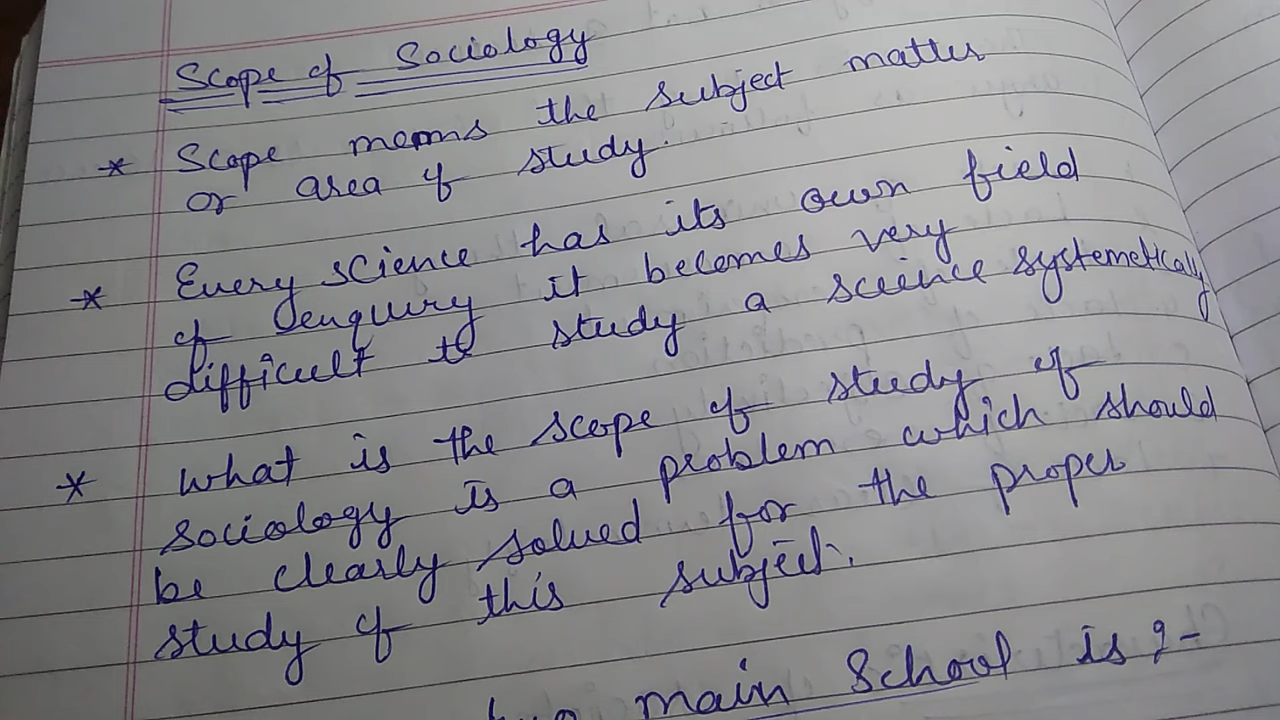 Scope of Sociology
* Scope means the subject matter
or area of study.
* Every science has its own field
of enquiry it becomes very
difficult to study a science systemetically
* What is the scope of study of
sociology is a problem which should
be clearly solved for the proper
study of this subject.
main School is :-